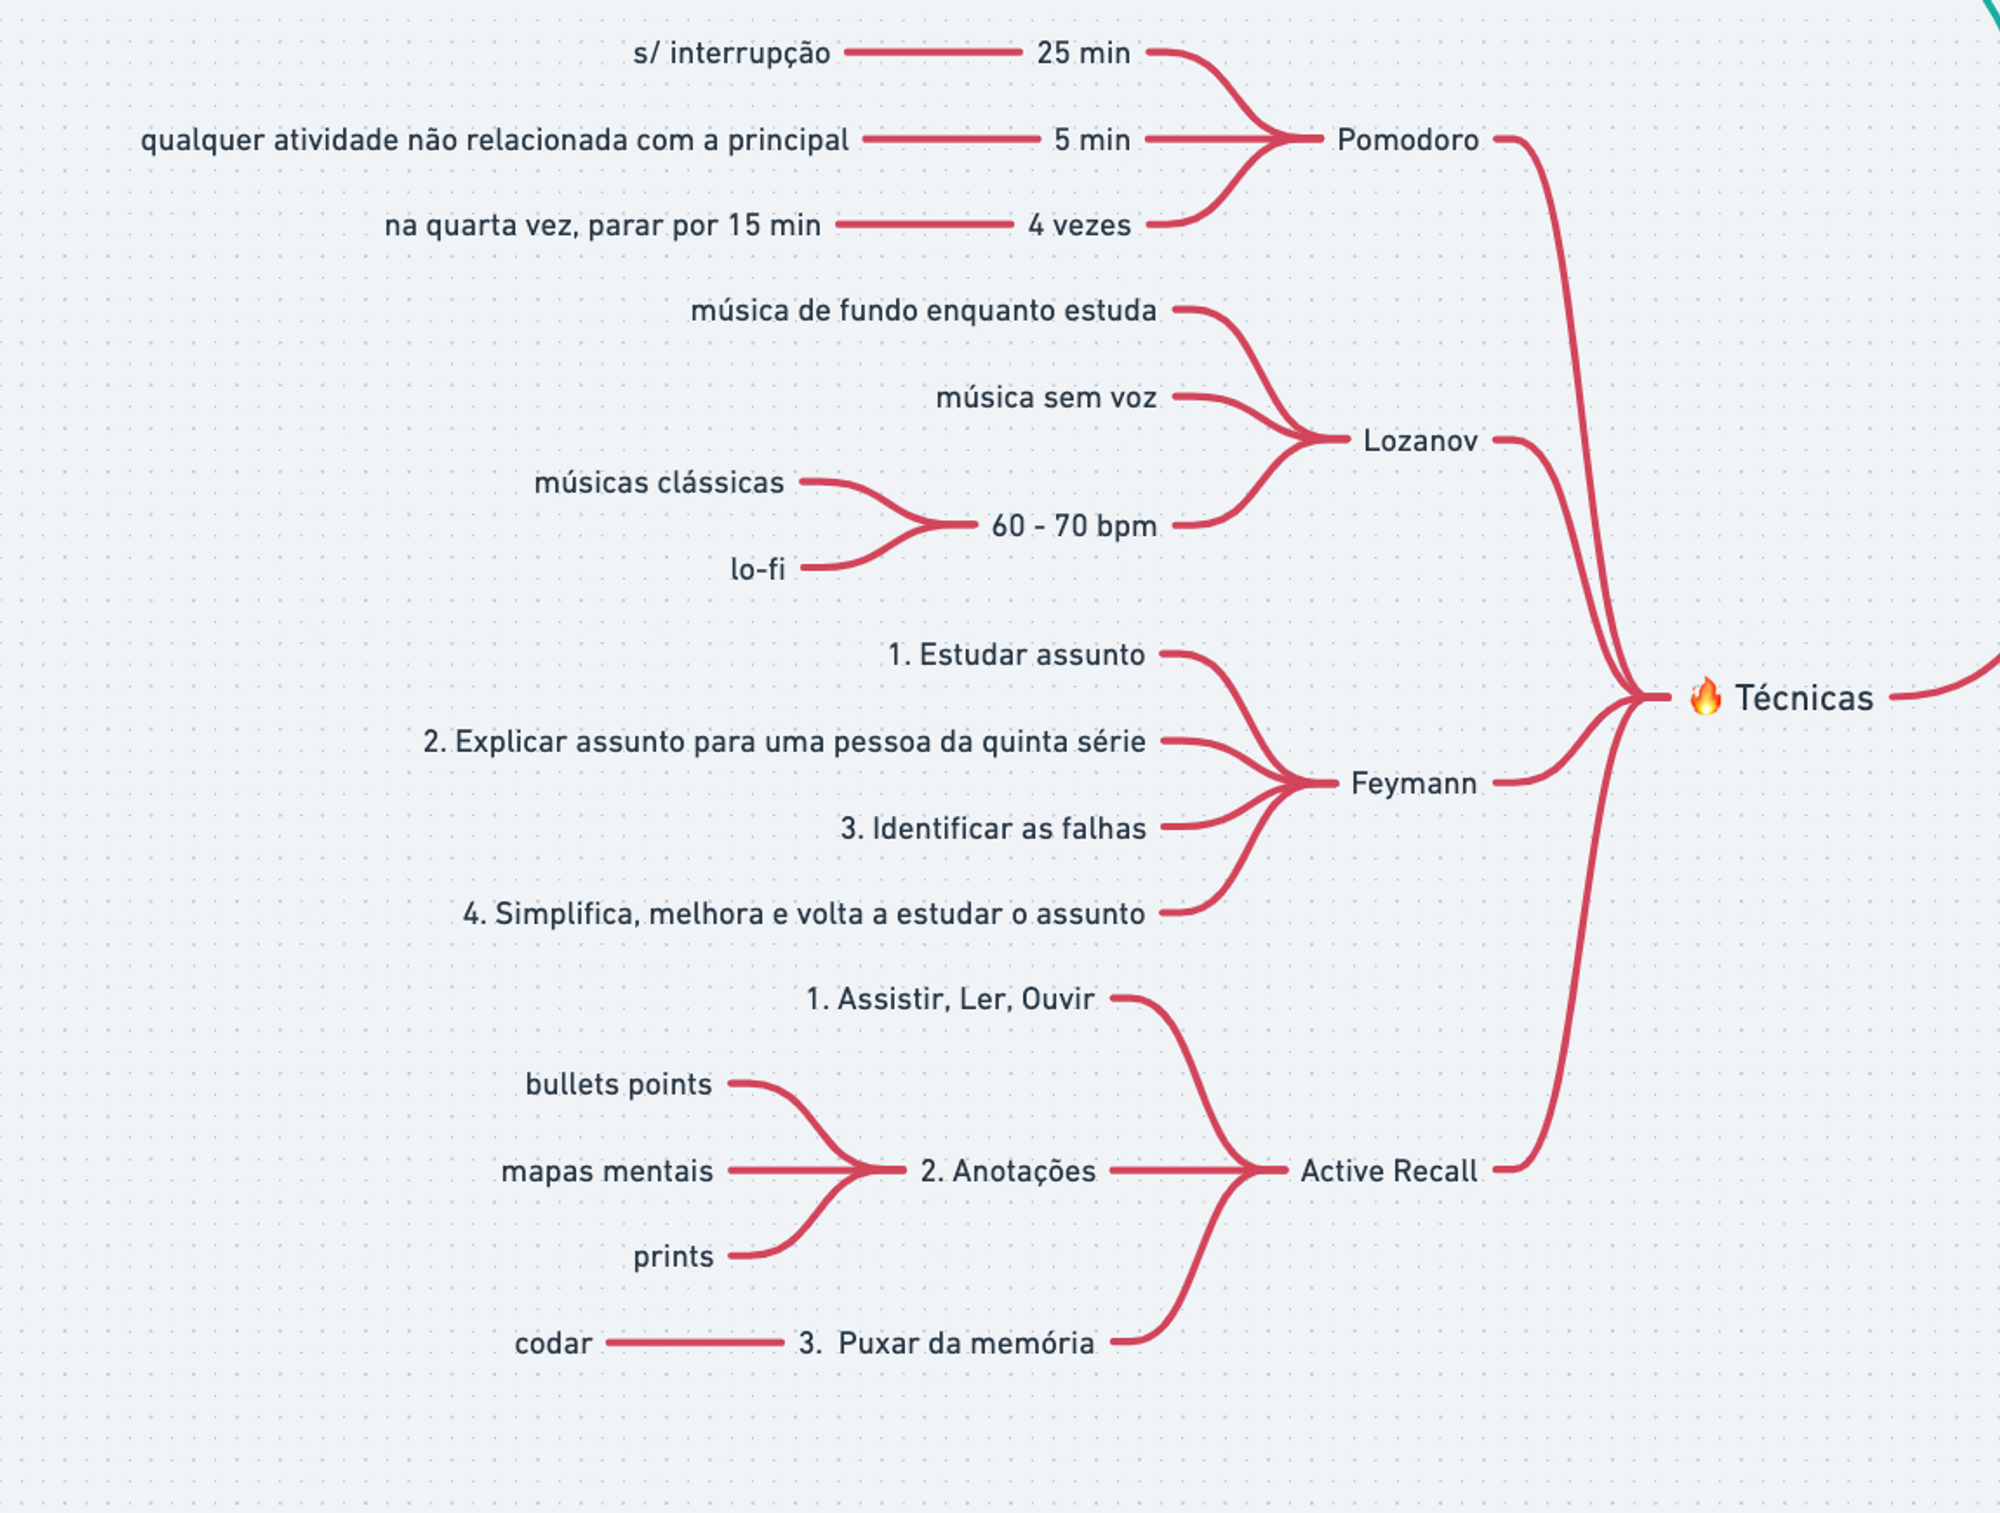 s/ interrupção
25 min
qualquer atividade não relacionada com a principal
5 min
Pomodoro
na quarta vez, parar por 15 min
4 vezes
música de fundo enquanto estuda
música sem voz
Lozanov
músicas clássicas
60 - 70 bpm
lo-fi
1. Estudar assunto
🔥 Técnicas
2. Explicar assunto para uma pessoa da quinta série
Feymann
3. Identificar as falhas
4. Simplifica, melhora e volta a estudar o assunto
1. Assistir, Ler, Ouvir
bullets points
mapas mentais
2. Anotações
Active Recall
prints
codar
3. Puxar da memória